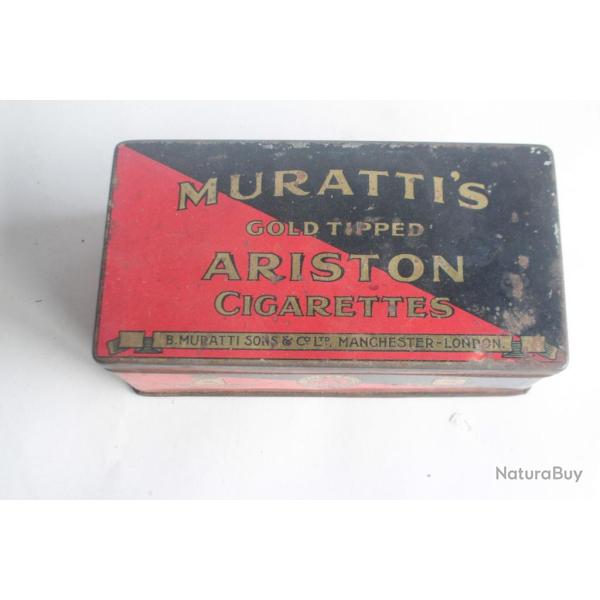 MURATTI'S
GOLD TIPPED
ARISTON
CIGARETTES
B. MURATTI SONS & CO LTD, MANCHESTER-LONDON.
NaturaBuy